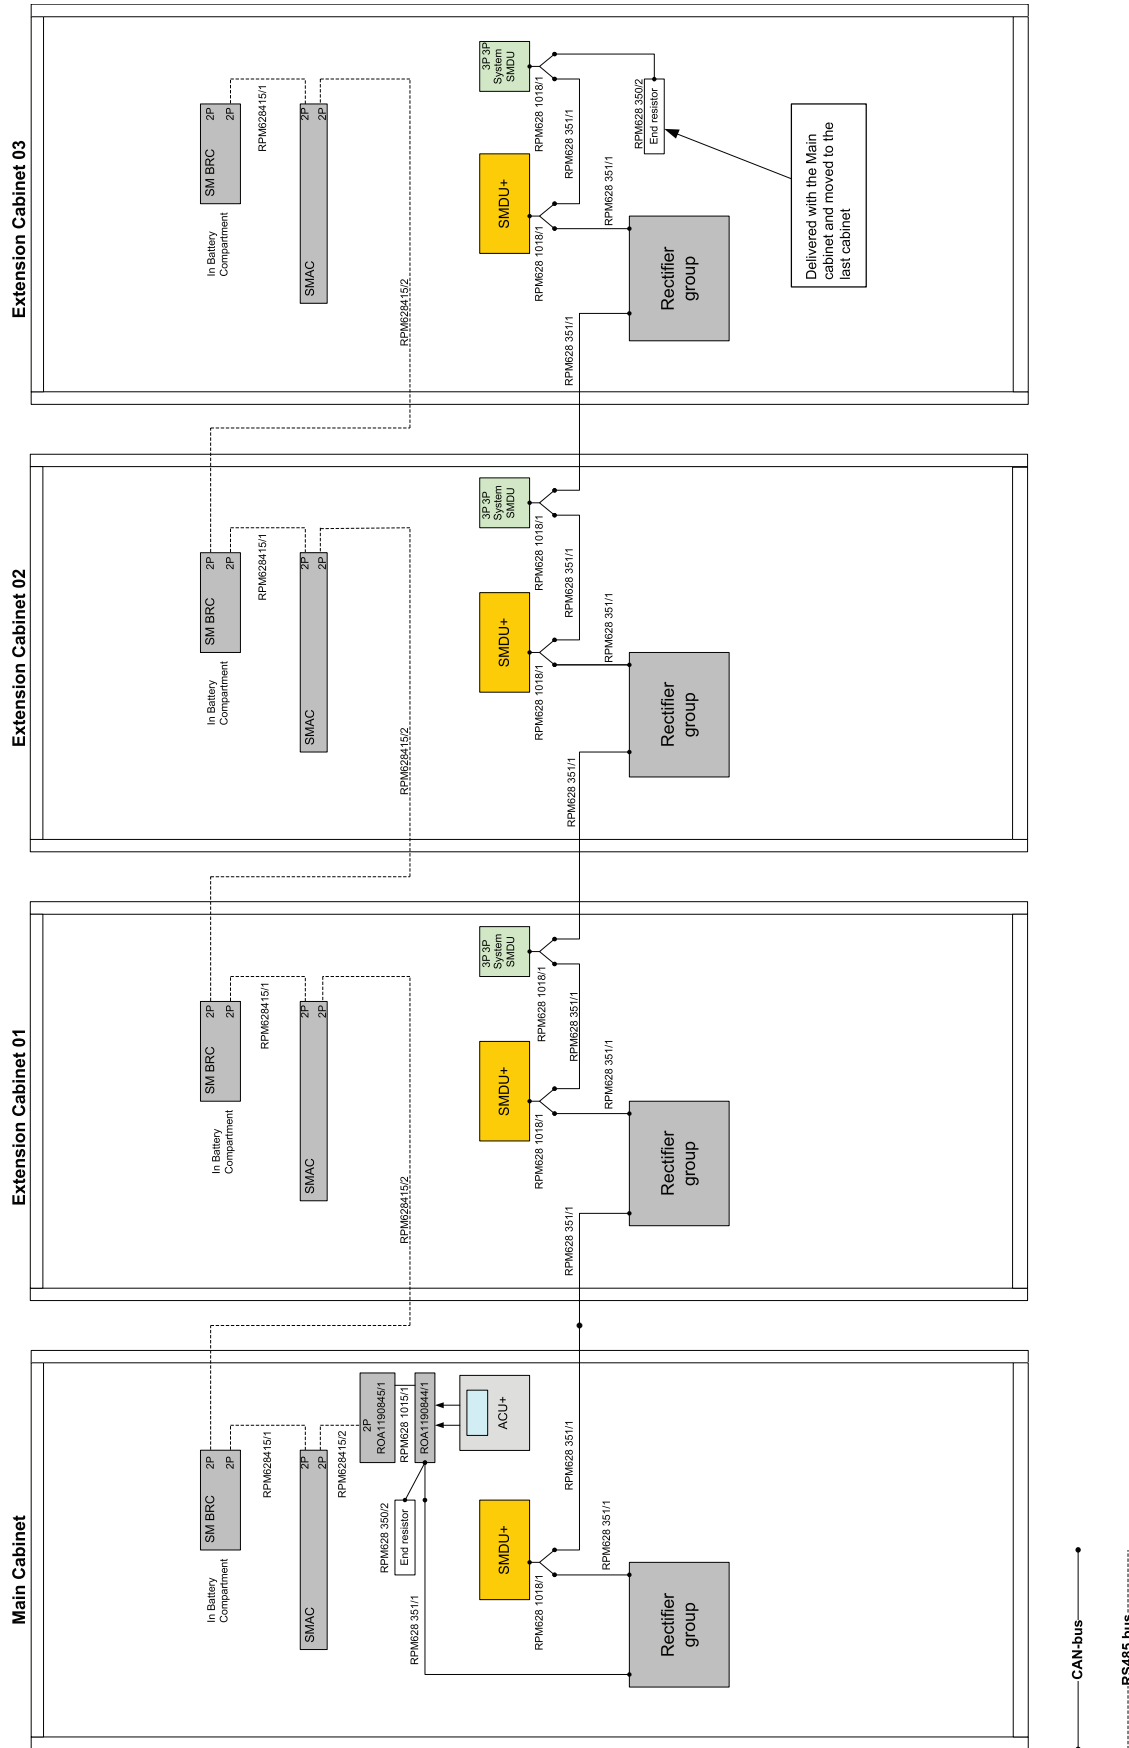 Main Cabinet
SM BRC
2P
2P
In Battery
Compartment
RPM628415/1
SMAC
2P
2P
RPM628415/2
2P
ROA1190845/1
RPM628 1015/1
ROA1190844/1
ACU+
RPM628 350/2
End resistor
RPM628 351/1
SMDU+
RPM628 1018/1
RPM628 351/1
RPM628 351/1
Rectifier
group
Extension Cabinet 01
SM BRC
2P
2P
In Battery
Compartment
RPM628415/1
SMAC
2P
2P
RPM628415/2
3P 3P
System
SMDU
RPM628 1018/1
SMDU+
RPM628 1018/1
RPM628 351/1
RPM628 351/1
RPM628 351/1
Rectifier
group
Extension Cabinet 02
SM BRC
2P
2P
In Battery
Compartment
RPM628415/1
SMAC
2P
2P
RPM628415/2
3P 3P
System
SMDU
RPM628 1018/1
SMDU+
RPM628 1018/1
RPM628 351/1
RPM628 351/1
RPM628 351/1
Rectifier
group
Extension Cabinet 03
SM BRC
2P
2P
In Battery
Compartment
RPM628415/1
SMAC
2P
2P
RPM628415/2
3P 3P
System
SMDU
RPM628 1018/1
SMDU+
RPM628 1018/1
RPM628 351/1
RPM628 351/1
RPM628 351/1
RPM628 350/2
End resistor
Rectifier
group
Delivered with the Main
cabinet and moved to the
last cabinet
CAN-bus
RS485 bus